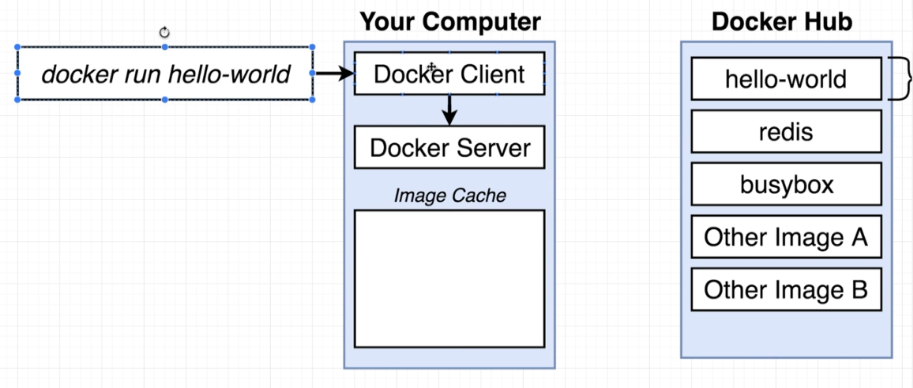 Your Computer
Docker Hub
docker run hello-world
Docker Client
Docker Server
Image Cache
hello-world
redis
busybox
Other Image A
Other Image B